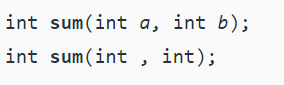 int sum(int a, int b);
int sum(int , int);